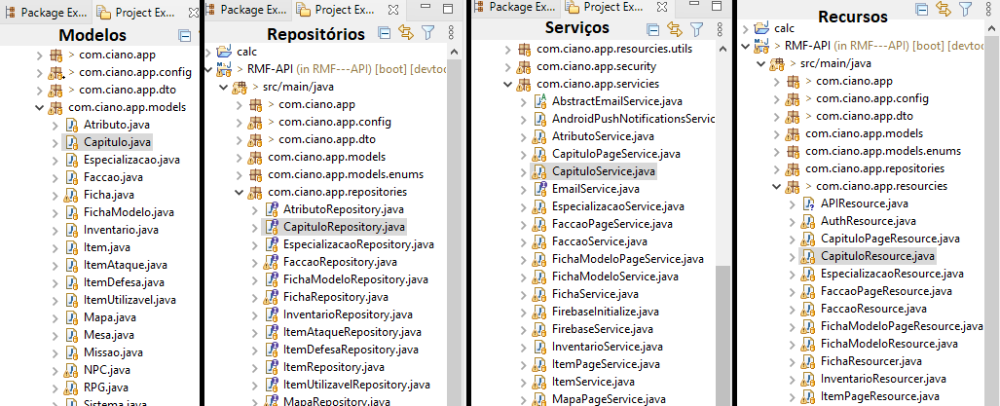 Package Ex...
Project Ex...
Modelos
> com.ciano.app
> com.ciano.app.config
> com.ciano.app.dto
com.ciano.app.models
Atributo.java
Capitulo.java
Especializacao.java
Faccao.java
Ficha.java
FichaModelo.java
Inventario.java
Item.java
ItemAtaque.java
ItemDefesa.java
ItemUtilizavel.java
Mapa.java
Mesa.java
Missao.java
NPC.java
RPG.java
Sistema.java
Package Ex...
Project Ex...
Repositórios
calc
> RMF-API (in RMF---API) [boot] [devtoo
> src/main/java
> com.ciano.app
> com.ciano.app.config
> com.ciano.app.dto
com.ciano.app.models
com.ciano.app.models.enums
com.ciano.app.repositories
AtributoRepository.java
CapituloRepository.java
EspecializacaoRepository.java
FaccaoRepository.java
FichaModeloRepository.java
FichaRepository.java
InventarioRepository.java
ItemAtaqueRepository.java
ItemDefesaRepository.java
ItemRepository.java
ItemUtilizavelRepository.java
MapaRepository.java
Package Ex...
Project Ex...
Serviços
com.ciano.app.resourcies.utils
com.ciano.app.security
com.ciano.app.servicies
AbstractEmailService.java
AndroidPushNotificationsServic
AtributoService.java
CapituloPageService.java
CapituloService.java
EmailService.java
EspecializacaoService.java
FaccaoPageService.java
FaccaoService.java
FichaModeloPageService.java
FichaModeloService.java
FichaService.java
FirebaseInitialize.java
FirebaseService.java
InventarioService.java
ItemPageService.java
ItemService.java
MapaPageService.java
Package Ex...
Project Ex...
Recursos
calc
> RMF-API (in RMF---API) [boot] [devtoo
> src/main/java
> com.ciano.app
> com.ciano.app.config
> com.ciano.app.dto
com.ciano.app.models
com.ciano.app.models.enums
com.ciano.app.repositories
> com.ciano.app.resourcies
APIResource.java
AuthResource.java
CapituloPageResource.java
CapituloResource.java
EspecializacaoResource.java
FaccaoPageResource.java
FaccaoResource.java
FichaModeloPageResource.java
FichaModeloResource.java
FichaResourcer.java
InventarioResourcer.java
ItemPageResource.java